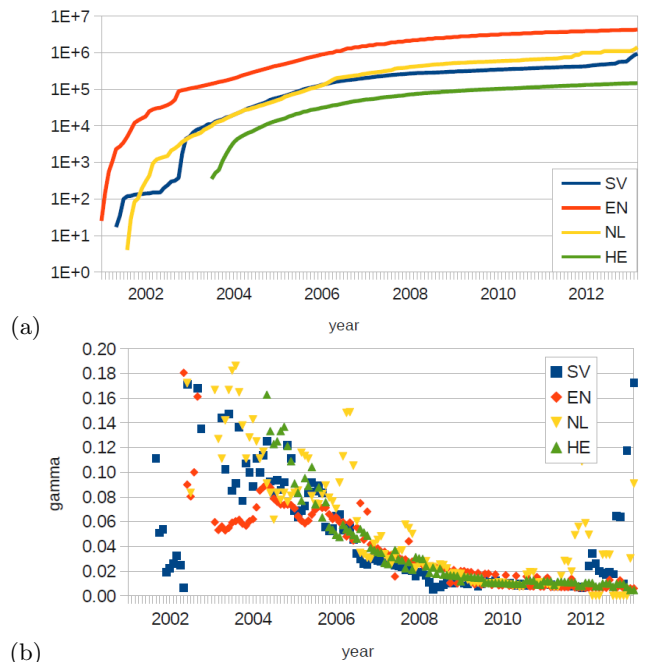 1E+7
1E+6
1E+5
1E+4
1E+3
1E+2
1E+1
1E+0
SV
EN
NL
HE
2002 2004 2006 2008 2010 2012
(a)
year
0.20
0.18
0.16
0.14
0.12
0.10
0.08
0.06
0.04
0.02
0.00
gamma
SV
EN
NL
HE
2002 2004 2006 2008 2010 2012
(b)
year